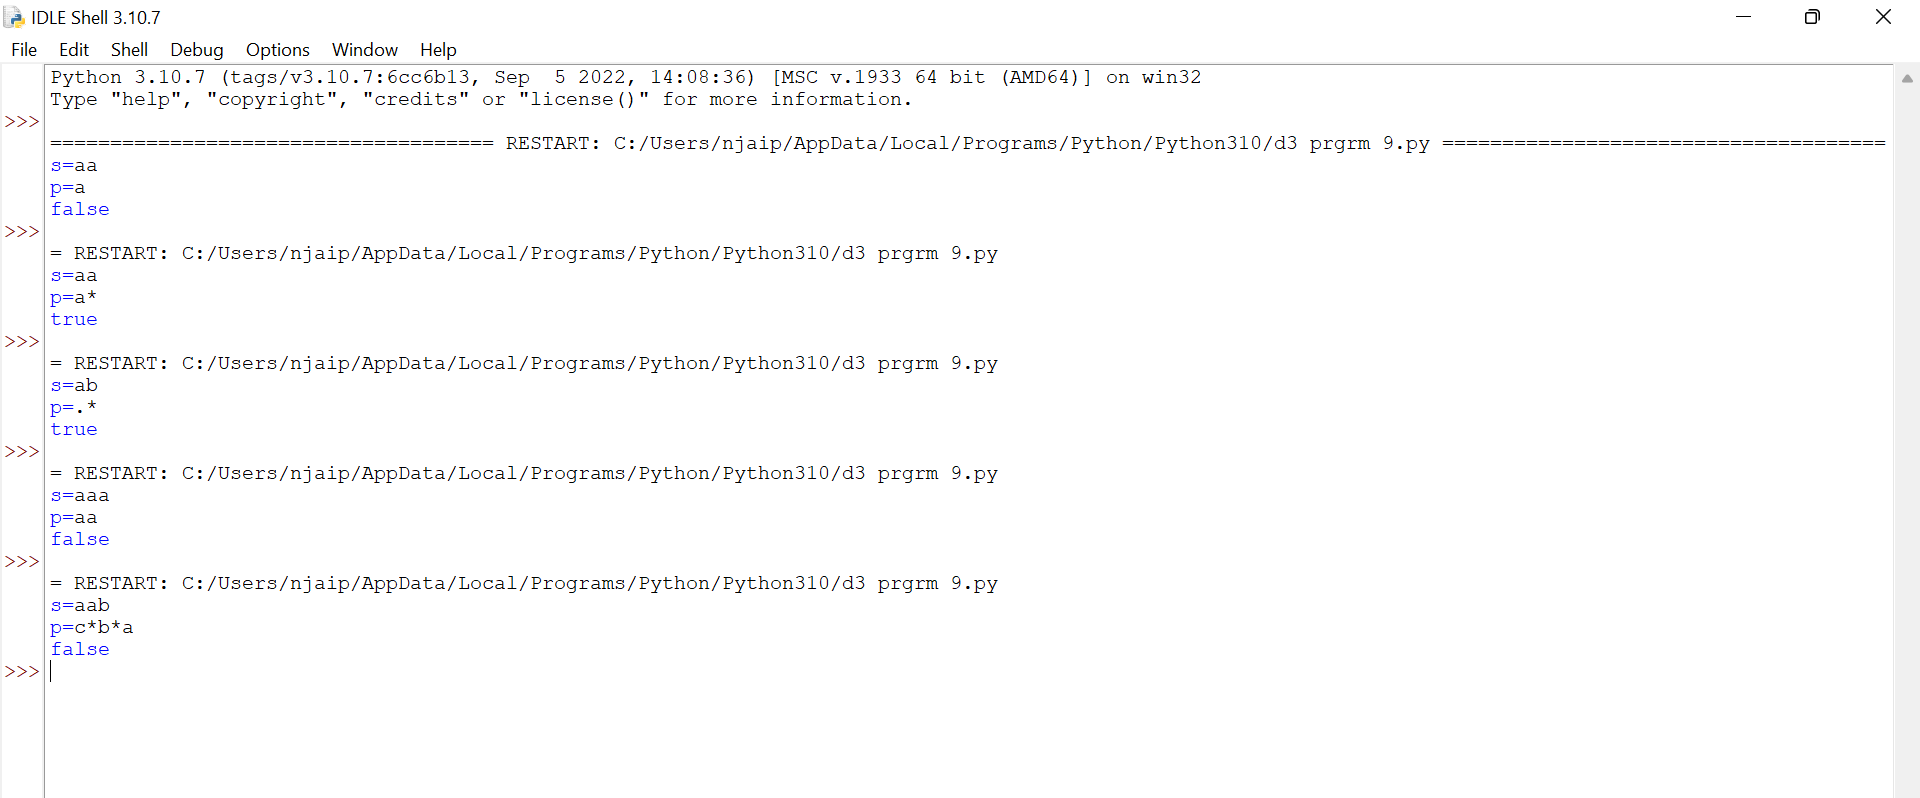 IDLE Shell 3.10.7
File Edit Shell Debug Options Window Help
Python 3.10.7 (tags/v3.10.7:6cc6b13, Sep  5 2022, 14:08:36) [MSC v.1933 64 bit (AMD64)] on win32
Type "help", "copyright", "credits" or "license()" for more information.
>>>
===================================== RESTART: C:/Users/njaip/AppData/Local/Programs/Python/Python310/d3 prgrm 9.py =====================================
s=aa
p=a
false
>>>
= RESTART: C:/Users/njaip/AppData/Local/Programs/Python/Python310/d3 prgrm 9.py
s=aa
p=a*
true
>>>
= RESTART: C:/Users/njaip/AppData/Local/Programs/Python/Python310/d3 prgrm 9.py
s=ab
p=.*
true
>>>
= RESTART: C:/Users/njaip/AppData/Local/Programs/Python/Python310/d3 prgrm 9.py
s=aaa
p=aa
false
>>>
= RESTART: C:/Users/njaip/AppData/Local/Programs/Python/Python310/d3 prgrm 9.py
s=aab
p=c*b*a
false
>>>